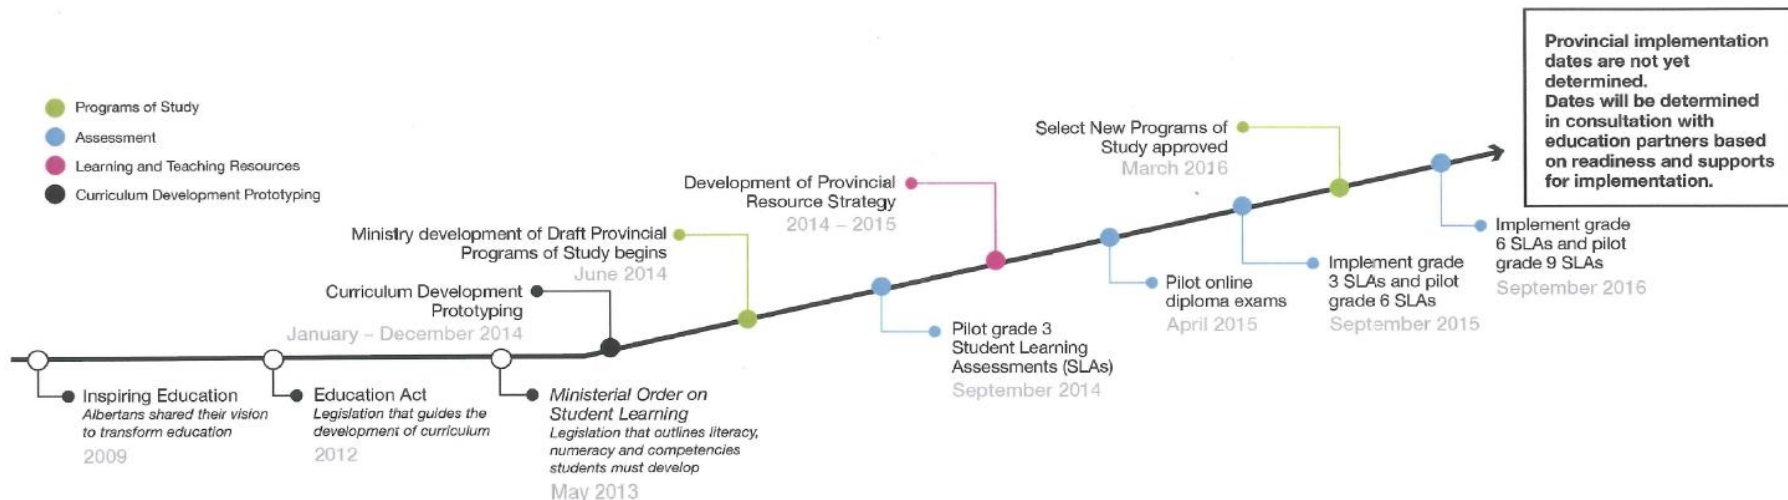 Programs of Study
Assessment
Learning and Teaching Resources
Curriculum Development Prototyping
Inspiring Education
Albertans shared their vision
to transform education
2009
Education Act
Legislation that guides the
development of curriculum
2012
Ministerial Order on
Student Learning
Legislation that outlines literacy,
numeracy and competencies
students must develop
May 2013
Curriculum Development
Prototyping
January – December 2014
Ministry development of Draft Provincial
Programs of Study begins
June 2014
Pilot grade 3
Student Learning
Assessments (SLAs)
September 2014
Development of Provincial
Resource Strategy
2014 – 2015
Pilot online
diploma exams
April 2015
Implement grade
3 SLAs and pilot
grade 6 SLAs
September 2015
Select New Programs of
Study approved
March 2016
Implement grade
6 SLAs and pilot
grade 9 SLAs
September 2016
Provincial implementation
dates are not yet
determined.
Dates will be determined
in consultation with
education partners based
on readiness and supports
for implementation.